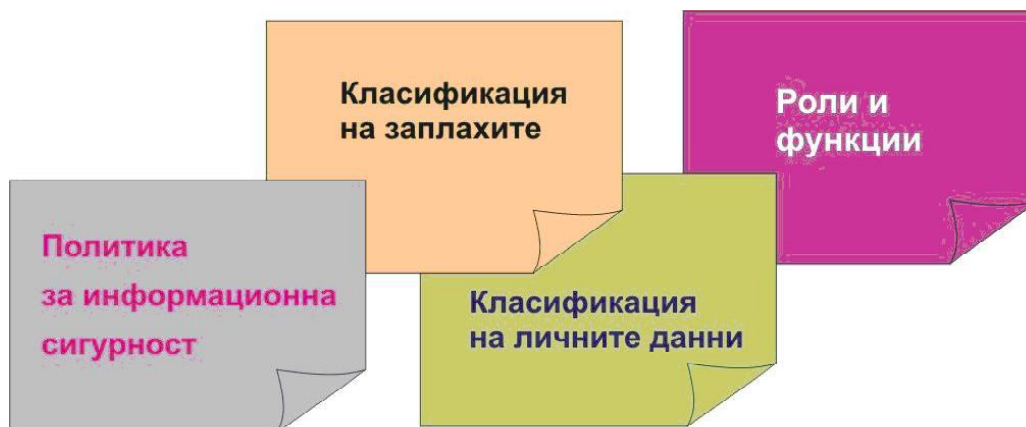 Класификация
на заплахите
Роли и
функции
Политика
за информационна
сигурност
Класификация
на личните данни